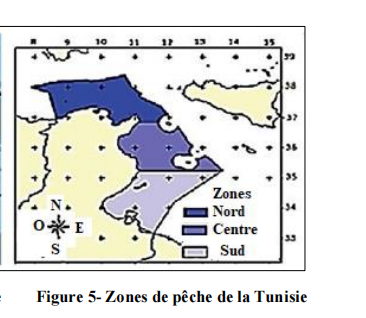 8 9 10 11 12 13 14 15
39
38
37
36
35
34
33
Zones
Nord
Centre
Sud
N
O E
S
Figure 5- Zones de pêche de la Tunisie